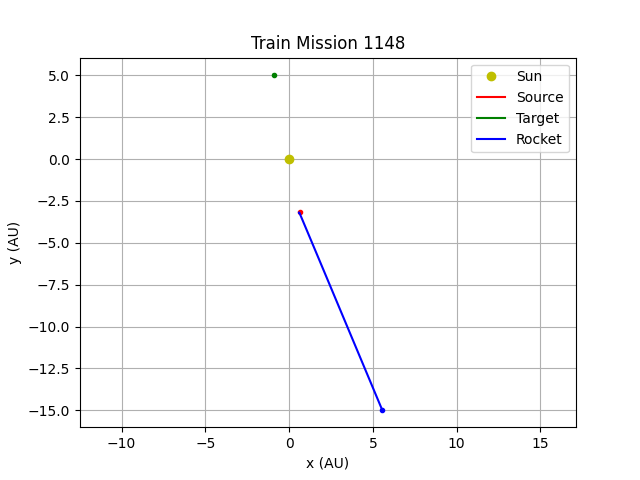 Train Mission 1148
Sun
Source
Target
Rocket
5.0
2.5
0.0
−2.5
−5.0
−7.5
−10.0
−12.5
−15.0
y (AU)
−10
−5
0
5
10
15
x (AU)